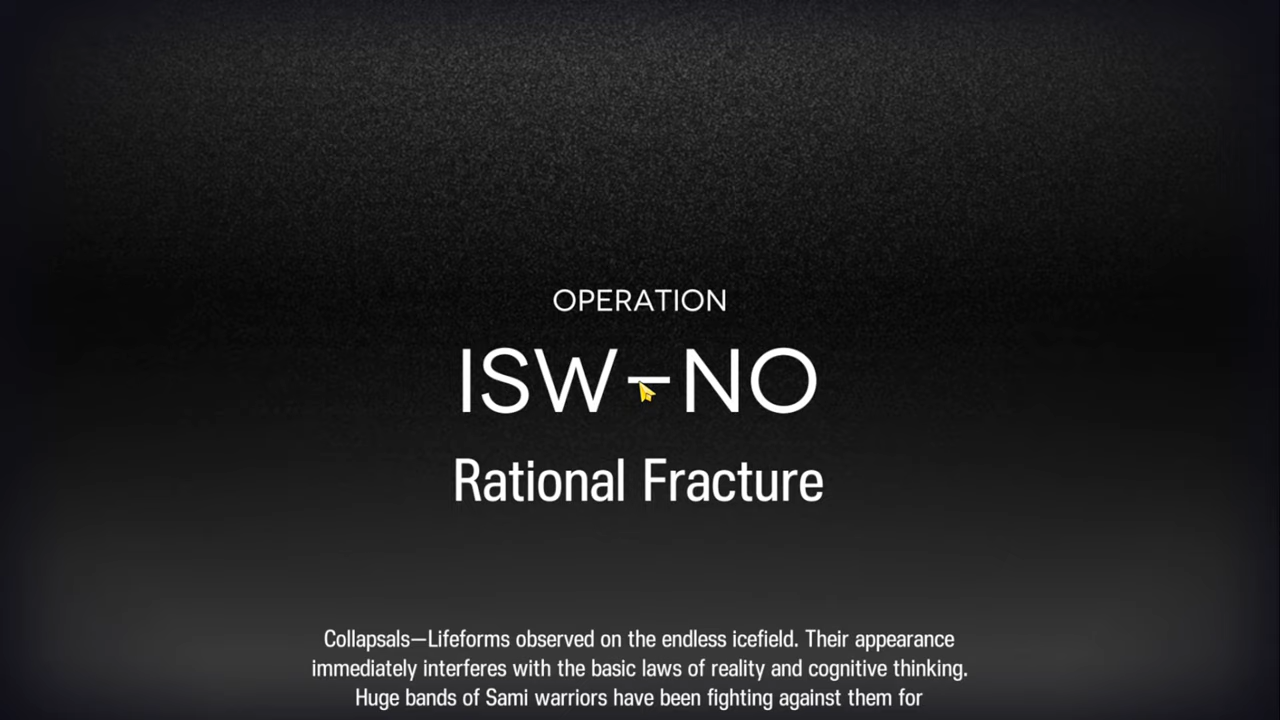 OPERATION
ISW-NO
Rational Fracture
Collapsals—Lifeforms observed on the endless icefield. Their appearance
immediately interferes with the basic laws of reality and cognitive thinking.
Huge bands of Sami warriors have been fighting against them for